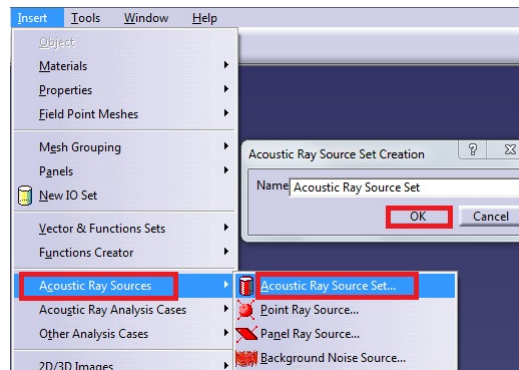 Insert Tools Window Help
Object
Materials
Properties
Field Point Meshes
Mesh Grouping
Panels
New IO Set
Vector & Functions Sets
Functions Creator
Acoustic Ray Sources
Acoustic Ray Analysis Cases
Other Analysis Cases
2D/3D Images
Acoustic Ray Source Set Creation
Name Acoustic Ray Source Set
OK Cancel
Acoustic Ray Source Set...
Point Ray Source...
Panel Ray Source...
Background Noise Source...